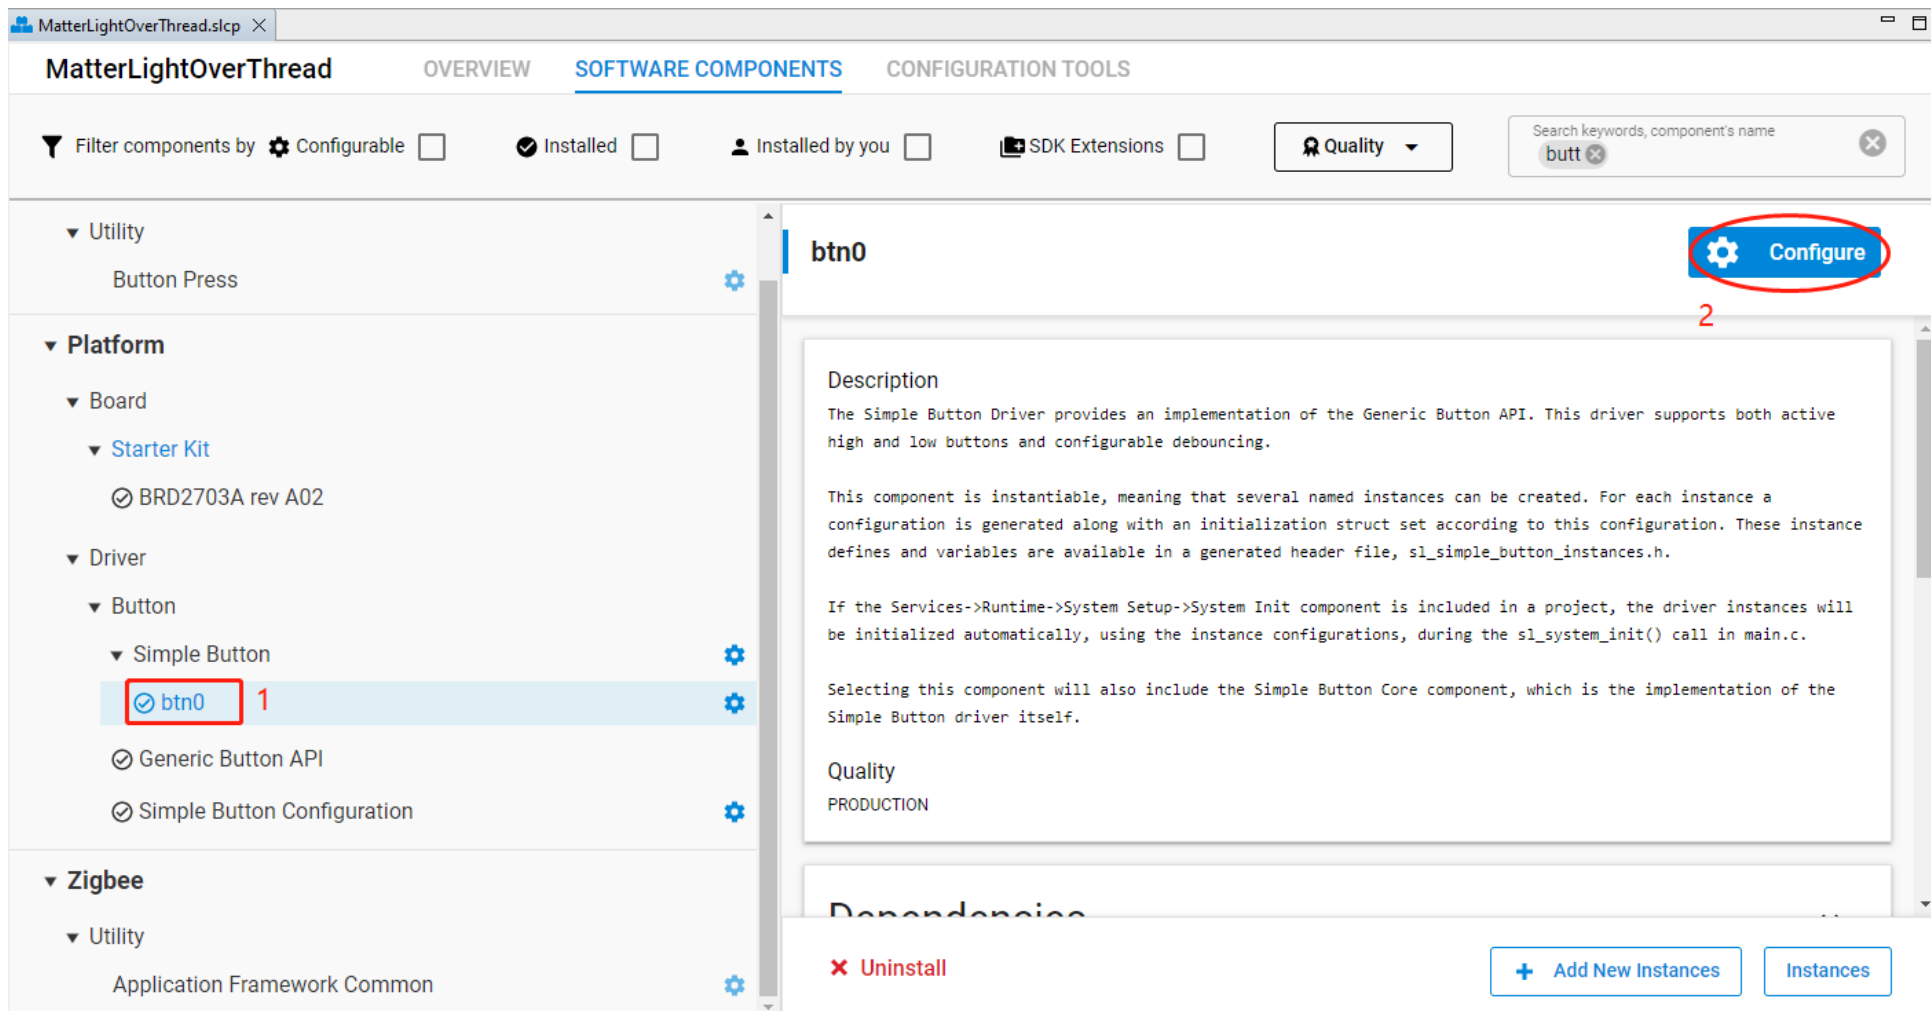 MatterLightOverThread.slcp
MatterLightOverThread OVERVIEW SOFTWARE COMPONENTS CONFIGURATION TOOLS
Filter components by Configurable Installed Installed by you SDK Extensions Quality
Search keywords, component's name
butt
Utility
Button Press
Platform
Board
Starter Kit
BRD2703A rev A02
Driver
Button
Simple Button
btn0 1
Generic Button API
Simple Button Configuration
Zigbee
Utility
Application Framework Common
btn0 Configure
2
Description
The Simple Button Driver provides an implementation of the Generic Button API. This driver supports both active
high and low buttons and configurable debouncing.
This component is instantiable, meaning that several named instances can be created. For each instance a
configuration is generated along with an initialization struct set according to this configuration. These instance
defines and variables are available in a generated header file, sl_simple_button_instances.h.
If the Services->Runtime->System Setup->System Init component is included in a project, the driver instances will
be initialized automatically, using the instance configurations, during the sl_system_init() call in main.c.
Selecting this component will also include the Simple Button Core component, which is the implementation of the
Simple Button driver itself.
Quality
PRODUCTION
Dependencies
Uninstall Add New Instances Instances